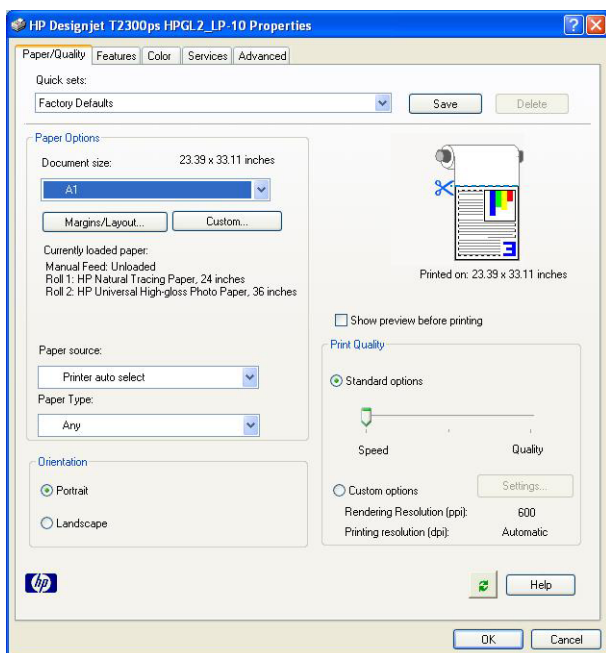 HP Designjet T2300ps HPGL2_LP-10 Properties
Paper/Quality Features Color Services Advanced
Quick sets:
Factory Defaults
Save Delete
Paper Options
Document size: 23.39 x 33.11 inches
A1
Margins/Layout... Custom...
Currently loaded paper:
Manual Feed: Unloaded
Roll 1: HP Natural Tracing Paper, 24 inches
Roll 2: HP Universal High-gloss Photo Paper, 36 inches
Printed on: 23.39 x 33.11 inches
Show preview before printing
Paper source:
Printer auto select
Paper Type:
Any
Print Quality
Standard options
Speed Quality
Custom options Settings...
Rendering Resolution (ppi): 600
Printing resolution (dpi): Automatic
Orientation
Portrait
Landscape
hp
Help
OK Cancel